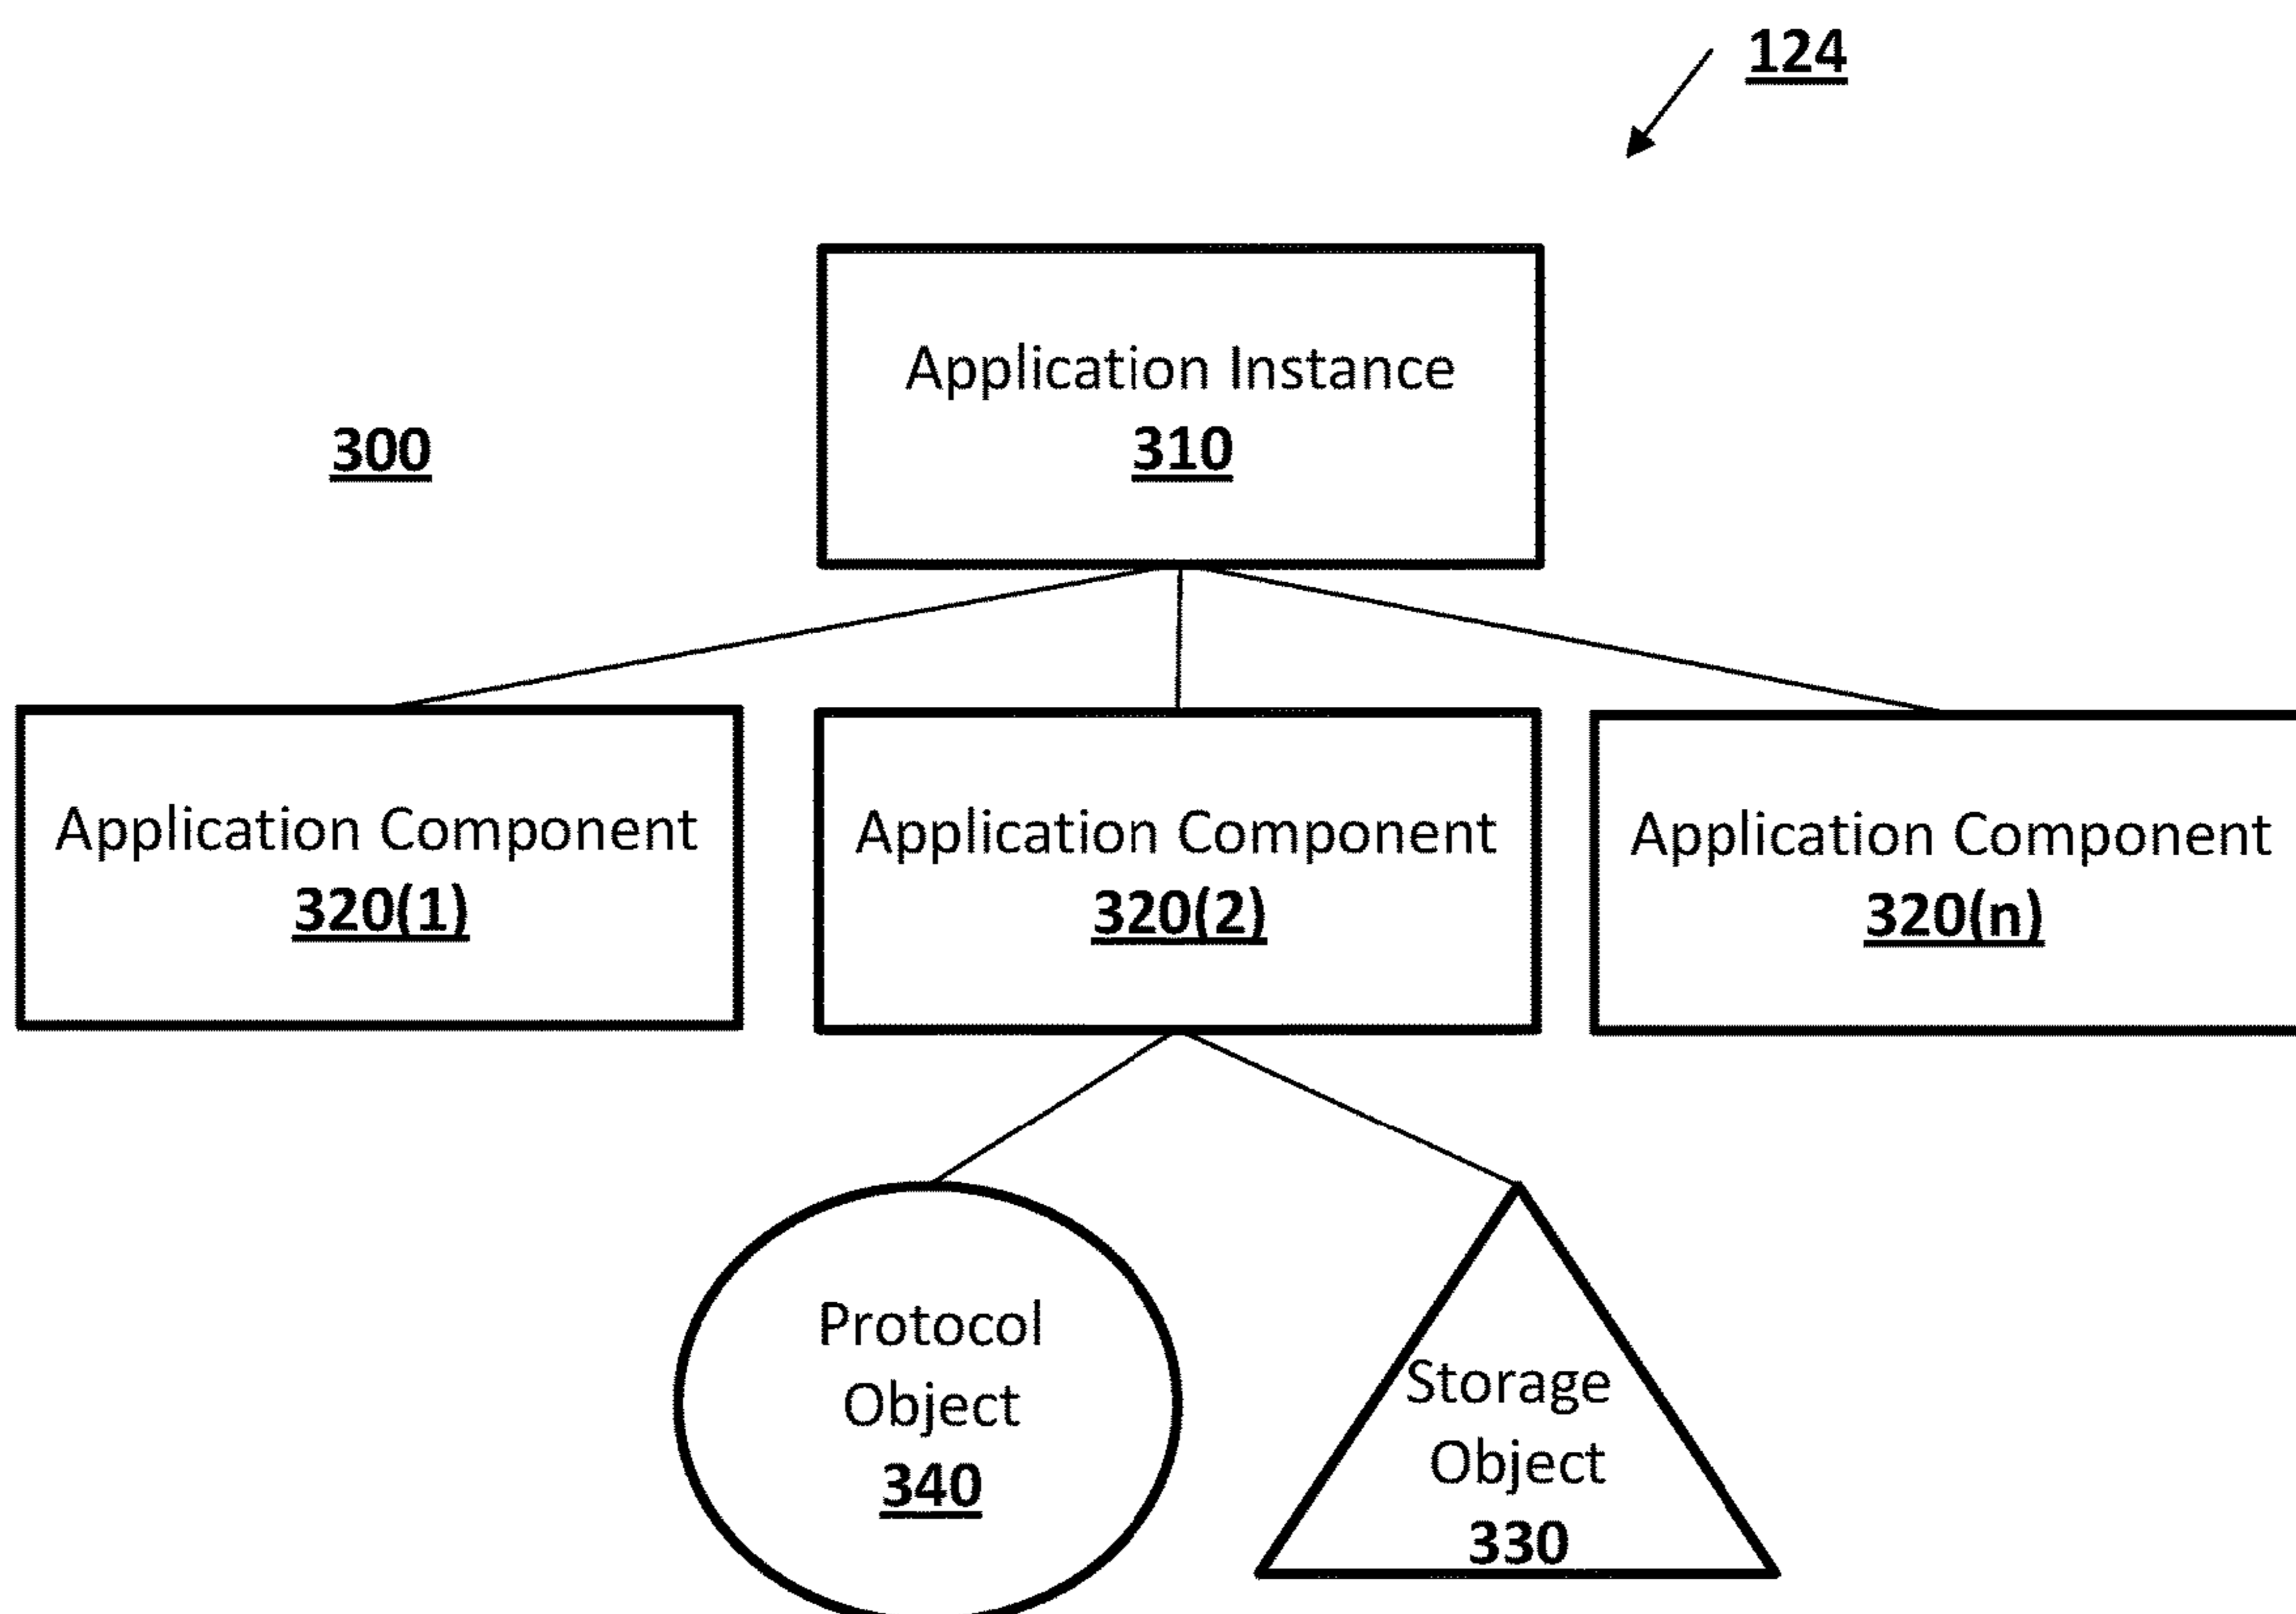 124
Application Instance
310
300
Application Component
320(1)
Application Component
320(2)
Application Component
320(n)
Protocol
Object
340
Storage
Object
330